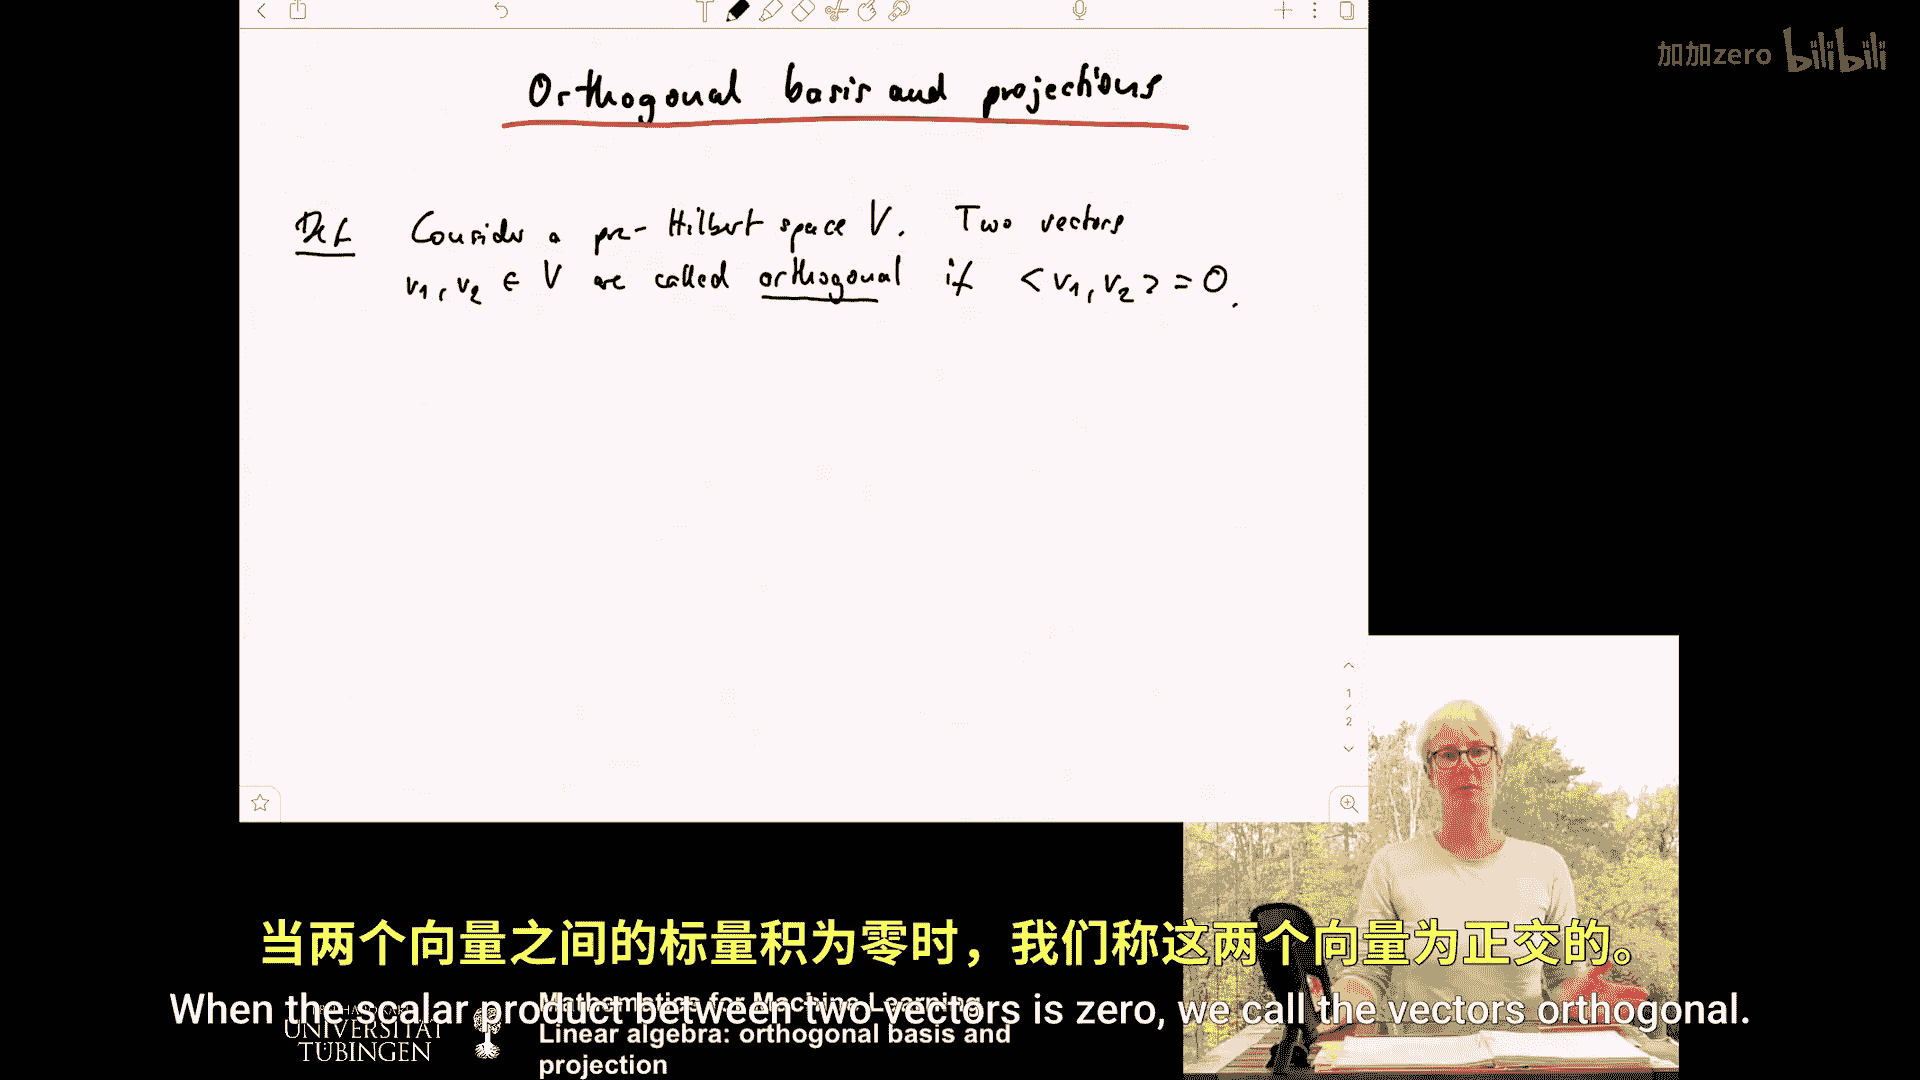 加加zero bilibili
Orthogonal basis and projections
Def Consider a pre-Hilbert space V. Two vectors
v1, v2 ∈ V are called orthogonal if < v1, v2 > = 0.
1
/
2
当两个向量之间的标量积为零时，我们称这两个向量为正交的。
When the scalar product between two vectors is zero, we call the vectors orthogonal.
UNIVERSITÄT
TÜBINGEN
Mathematics for Machine Learning
Linear algebra: orthogonal basis and
projection